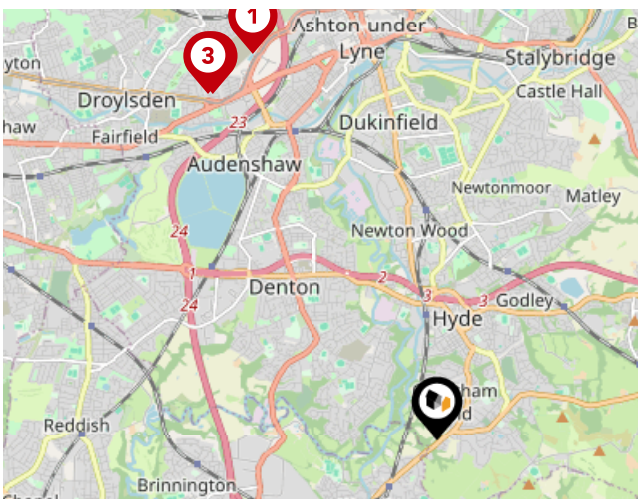 1
Ashton under
Lyne
3
Stalybridge
yton
Castle Hall
Droylsden
23
Dukinfield
haw
Fairfield
Audenshaw
Newtonmoor
Matley
24
Newton Wood
1
2
Denton
3
3
Godley
24
Hyde
ham
d
Reddish
Brinnington